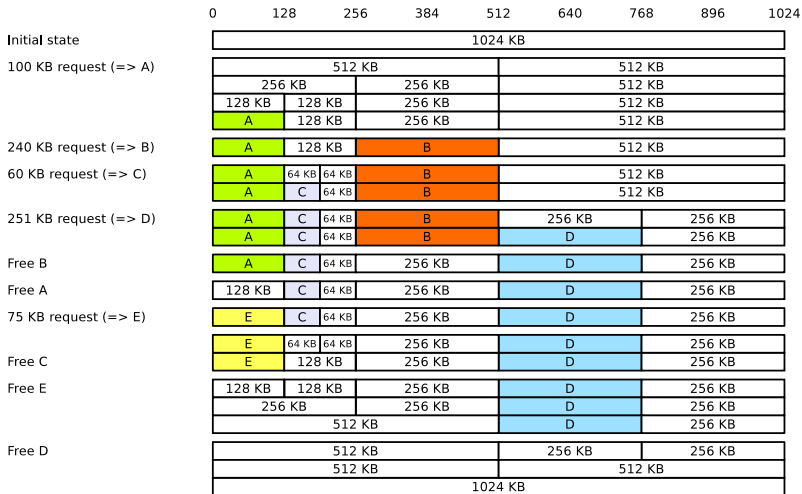 0 128 256 384 512 640 768 896 1024
Initial state 1024 KB
100 KB request (=> A) 512 KB 512 KB
256 KB 256 KB 512 KB
128 KB 128 KB 256 KB 512 KB
A 128 KB 256 KB 512 KB
240 KB request (=> B) A 128 KB B 512 KB
60 KB request (=> C) A 64 KB 64 KB B 512 KB
A C 64 KB B 512 KB
251 KB request (=> D) A C 64 KB B 256 KB 256 KB
A C 64 KB B D 256 KB
Free B A C 64 KB 256 KB D 256 KB
Free A 128 KB C 64 KB 256 KB D 256 KB
75 KB request (=> E) E C 64 KB 256 KB D 256 KB
E 64 KB 64 KB 256 KB D 256 KB
Free C E 128 KB 256 KB D 256 KB
Free E 128 KB 128 KB 256 KB D 256 KB
256 KB 256 KB D 256 KB
512 KB D 256 KB
Free D 512 KB 256 KB 256 KB
512 KB 512 KB
1024 KB